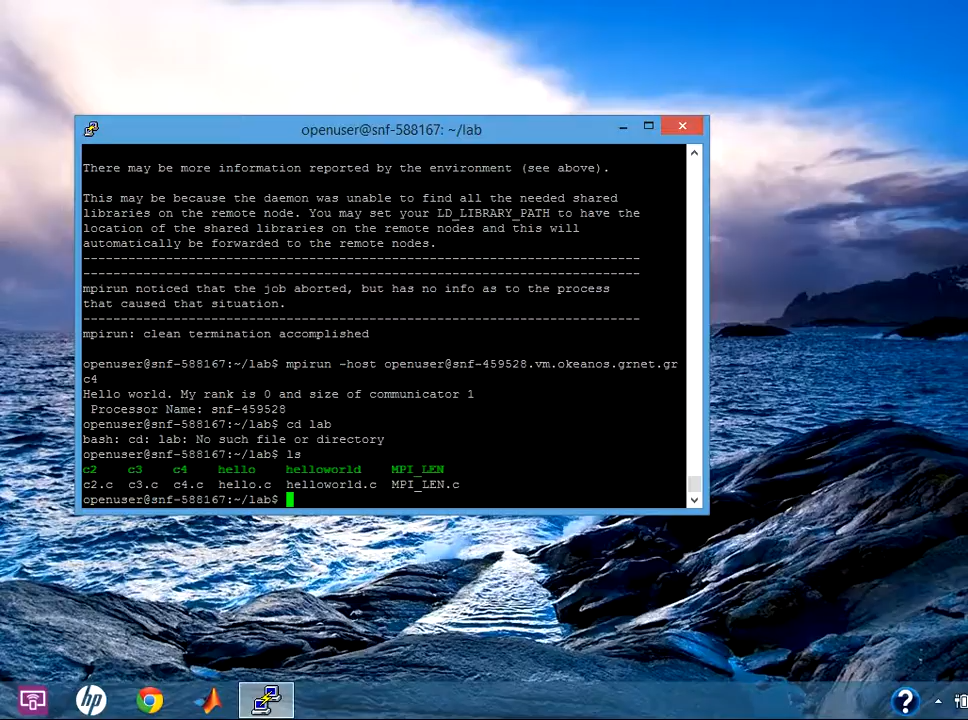 openuser@snf-588167: ~/lab
There may be more information reported by the environment (see above).
This may be because the daemon was unable to find all the needed shared
libraries on the remote node. You may set your LD_LIBRARY_PATH to have the
location of the shared libraries on the remote nodes and this will
automatically be forwarded to the remote nodes.
--------------------------------------------------------------------------
--------------------------------------------------------------------------
mpirun noticed that the job aborted, but has no info as to the process
that caused that situation.
--------------------------------------------------------------------------
mpirun: clean termination accomplished
openuser@snf-588167:~/lab$ mpirun -host openuser@snf-459528.vm.okeanos.grnet.gr
c4
Hello world. My rank is 0 and size of communicator 1
Processor Name: snf-459528
openuser@snf-588167:~/lab$ cd lab
bash: cd: lab: No such file or directory
openuser@snf-588167:~/lab$ ls
c2 c3 c4 hello helloworld MPI_LEN
c2.c c3.c c4.c hello.c helloworld.c MPI_LEN.c
openuser@snf-588167:~/lab$
hp
?